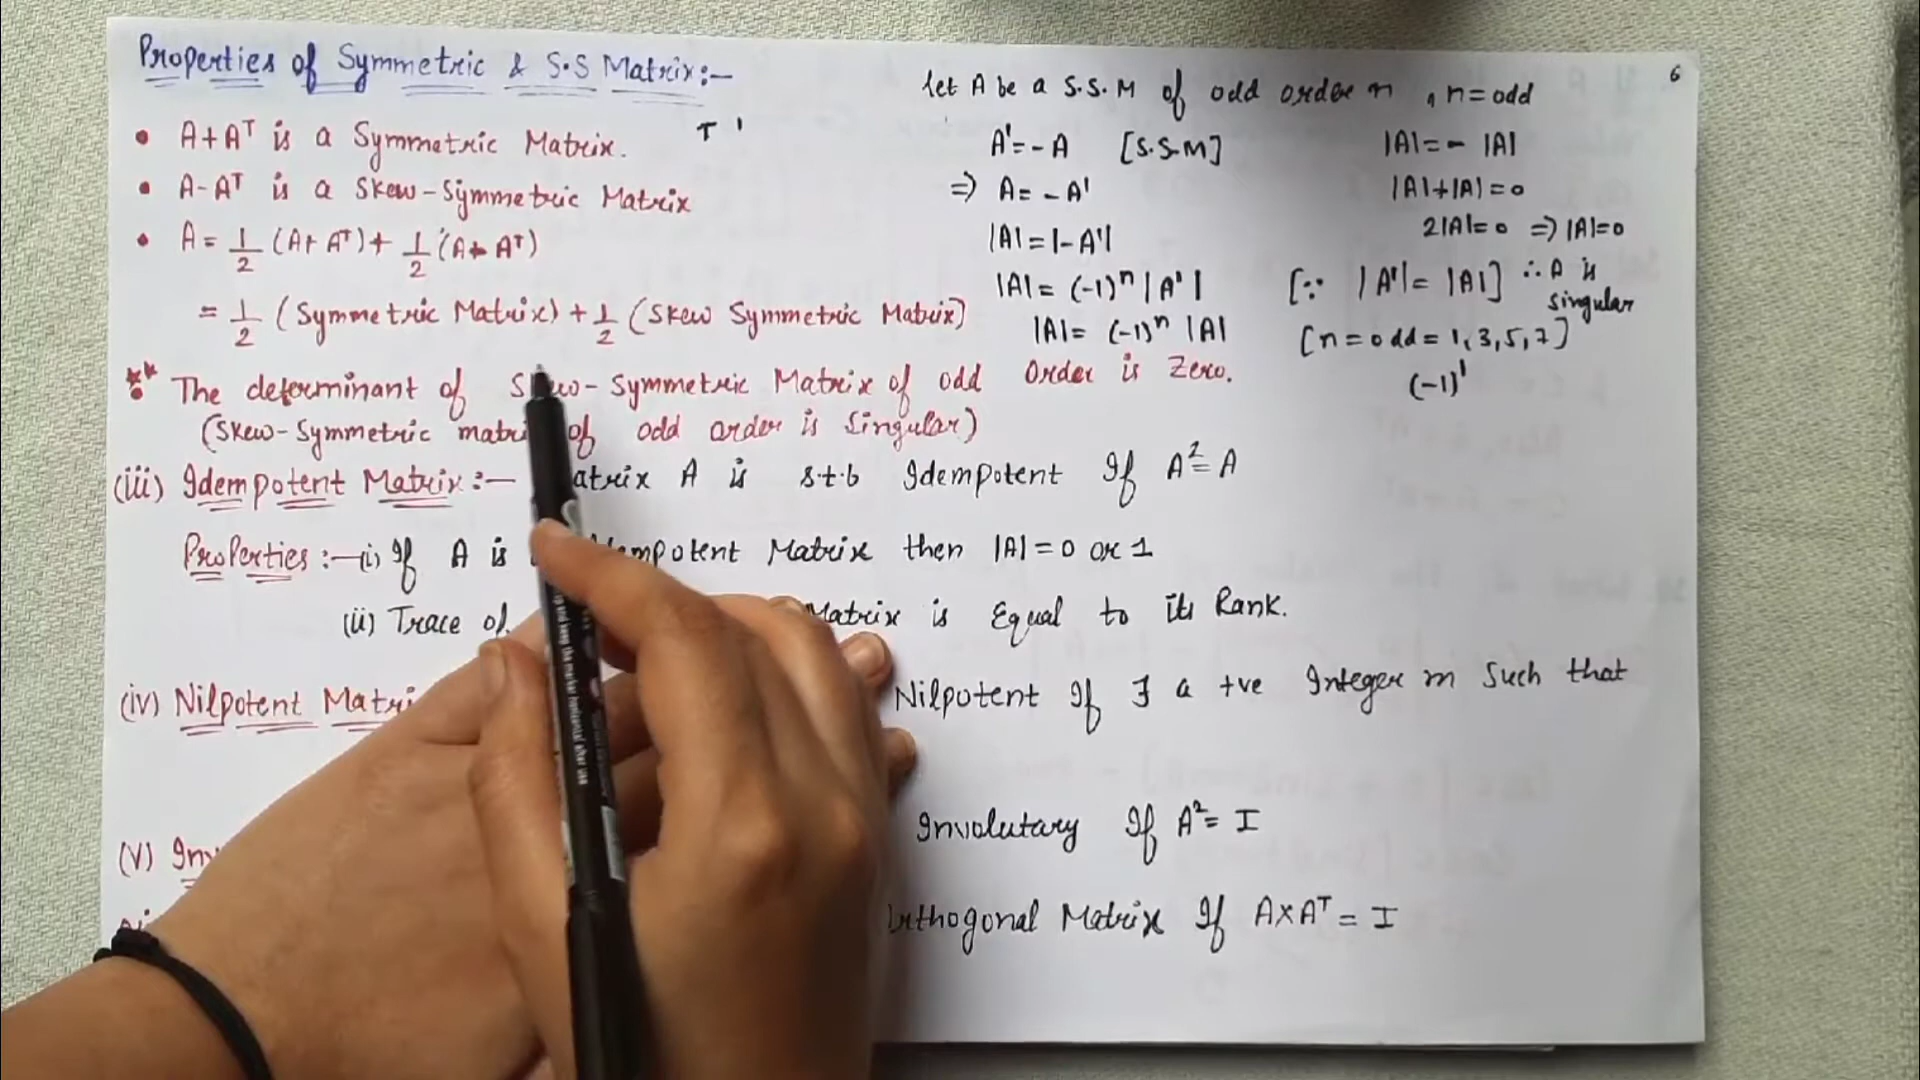 Properties of Symmetric & S.S Matrix:-
• A+Aᵀ is a Symmetric Matrix. T '
• A-Aᵀ is a Skew-Symmetric Matrix
• A = 1/2 (A+Aᵀ) + 1/2 (A-Aᵀ)
= 1/2 (Symmetric Matrix) + 1/2 (Skew Symmetric Matrix)
** • The determinant of Skew-Symmetric Matrix of odd order is Zero.
(Skew-Symmetric matrix of odd order is Singular)
6
let A be a S.S.M of odd order n , n=odd
A'=-A [S.S.M]
=> A=-A'
|A|=|-A'|
|A|=(-1)ⁿ|A'|
|A|=(-1)ⁿ |A|
|A|=- |A|
|A|+|A|=0
2|A|=0 => |A|=0
[∵ |A'|=|A|] ∴ A is
singular
[n=odd=1,3,5,7]
(-1)¹
(iii) Idempotent Matrix:- atrix A is s.t.b Idempotent If A²=A
Properties:-(i) If A is Idempotent Matrix then |A|=0 or 1
(ii) Trace of Matrix is Equal to its Rank.
(iv) Nilpotent Matri Nilpotent If ∃ a +ve Integer m Such that
(v) Inv Involutary If A²= I
Orthogonal Matrix If A×Aᵀ = I